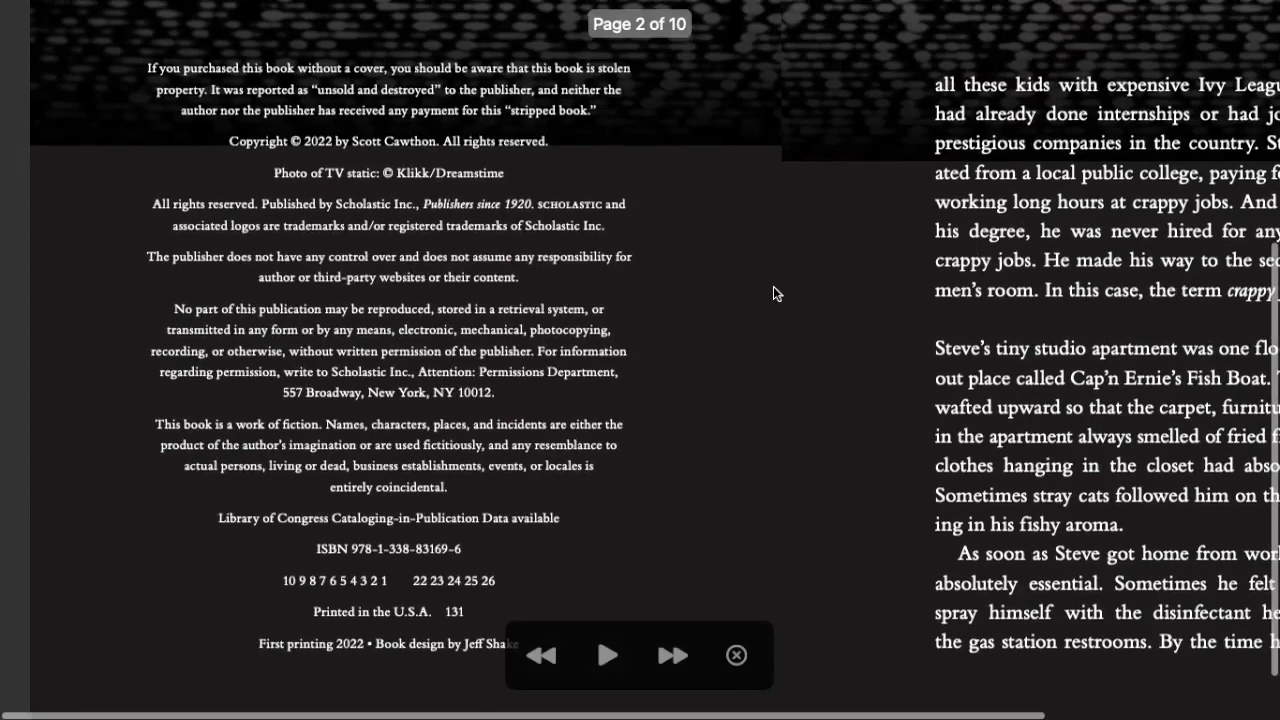 Page 2 of 10
If you purchased this book without a cover, you should be aware that this book is stolen
property. It was reported as “unsold and destroyed” to the publisher, and neither the
author nor the publisher has received any payment for this “stripped book.”
Copyright © 2022 by Scott Cawthon. All rights reserved.
Photo of TV static: © Klikk/Dreamstime
All rights reserved. Published by Scholastic Inc., Publishers since 1920. SCHOLASTIC and
associated logos are trademarks and/or registered trademarks of Scholastic Inc.
The publisher does not have any control over and does not assume any responsibility for
author or third-party websites or their content.
No part of this publication may be reproduced, stored in a retrieval system, or
transmitted in any form or by any means, electronic, mechanical, photocopying,
recording, or otherwise, without written permission of the publisher. For information
regarding permission, write to Scholastic Inc., Attention: Permissions Department,
557 Broadway, New York, NY 10012.
This book is a work of fiction. Names, characters, places, and incidents are either the
product of the author's imagination or are used fictitiously, and any resemblance to
actual persons, living or dead, business establishments, events, or locales is
entirely coincidental.
Library of Congress Cataloging-in-Publication Data available
ISBN 978-1-338-83169-6
10 9 8 7 6 5 4 3 2 1 22 23 24 25 26
Printed in the U.S.A. 131
First printing 2022 • Book design by Jeff
all these kids with expensive Ivy
had already done internships or had
prestigious companies in the country.
ated from a local public college, paying
working long hours at crappy jobs. And
his degree, he was never hired for
crappy jobs. He made his way to the
men’s room. In this case, the term crappy
Steve’s tiny studio apartment was one
out place called Cap’n Ernie’s Fish Boat.
wafted upward so that the carpet,
in the apartment always smelled of fried
clothes hanging in the closet had
Sometimes stray cats followed him on
ing in his fishy aroma.
As soon as Steve got home from
absolutely essential. Sometimes he felt
spray himself with the disinfectant
the gas station restrooms. By the time